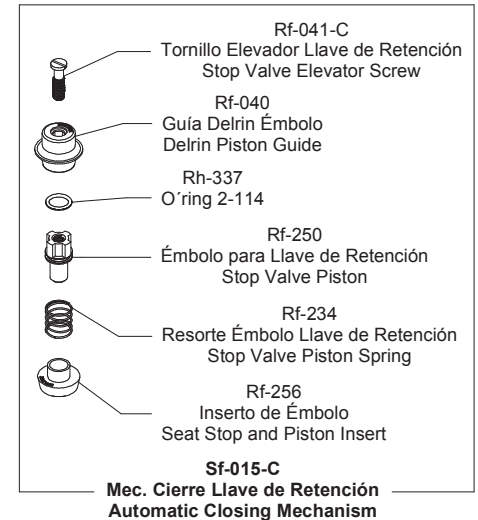 Rf-041-C
Tornillo Elevador Llave de Retención
Stop Valve Elevator Screw
Rf-040
Guía Delrin Émbolo
Delrin Piston Guide
Rh-337
O´ring 2-114
Rf-250
Émbolo para Llave de Retención
Stop Valve Piston
Rf-234
Resorte Émbolo Llave de Retención
Stop Valve Piston Spring
Rf-256
Inserto de Émbolo
Seat Stop and Piston Insert
Sf-015-C
Mec. Cierre Llave de Retención
Automatic Closing Mechanism